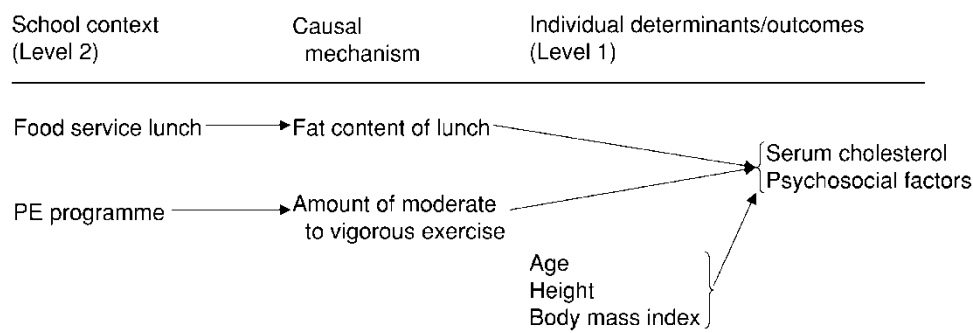 School context
(Level 2)
Causal
mechanism
Individual determinants/outcomes
(Level 1)
Food service lunch
Fat content of lunch
Serum cholesterol
Psychosocial factors
PE programme
Amount of moderate
to vigorous exercise
Age
Height
Body mass index